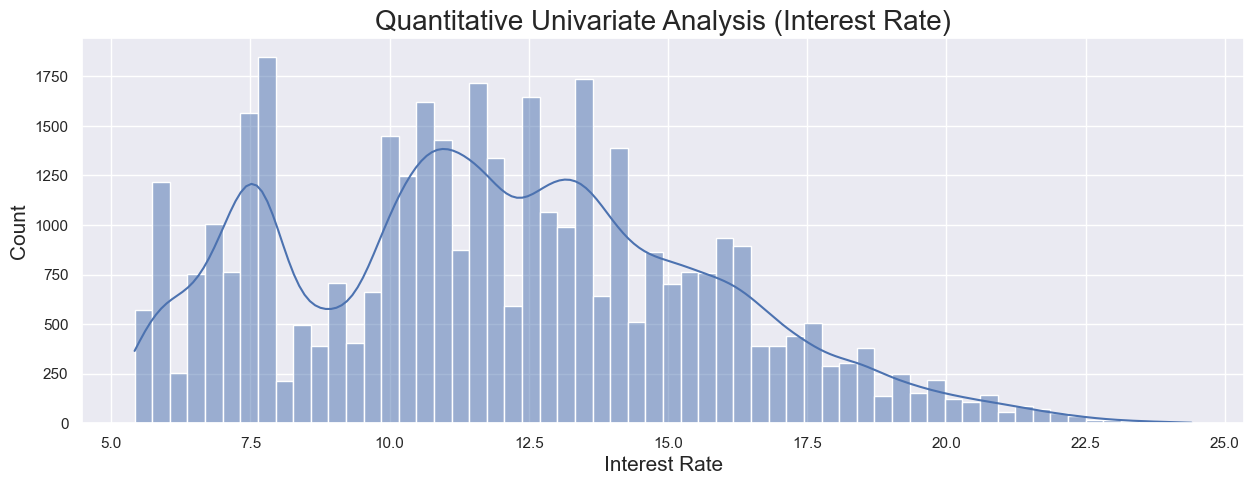 Quantitative Univariate Analysis (Interest Rate)
1750
1500
1250
1000
750
500
250
0
Count
5.0 7.5 10.0 12.5 15.0 17.5 20.0 22.5 25.0
Interest Rate